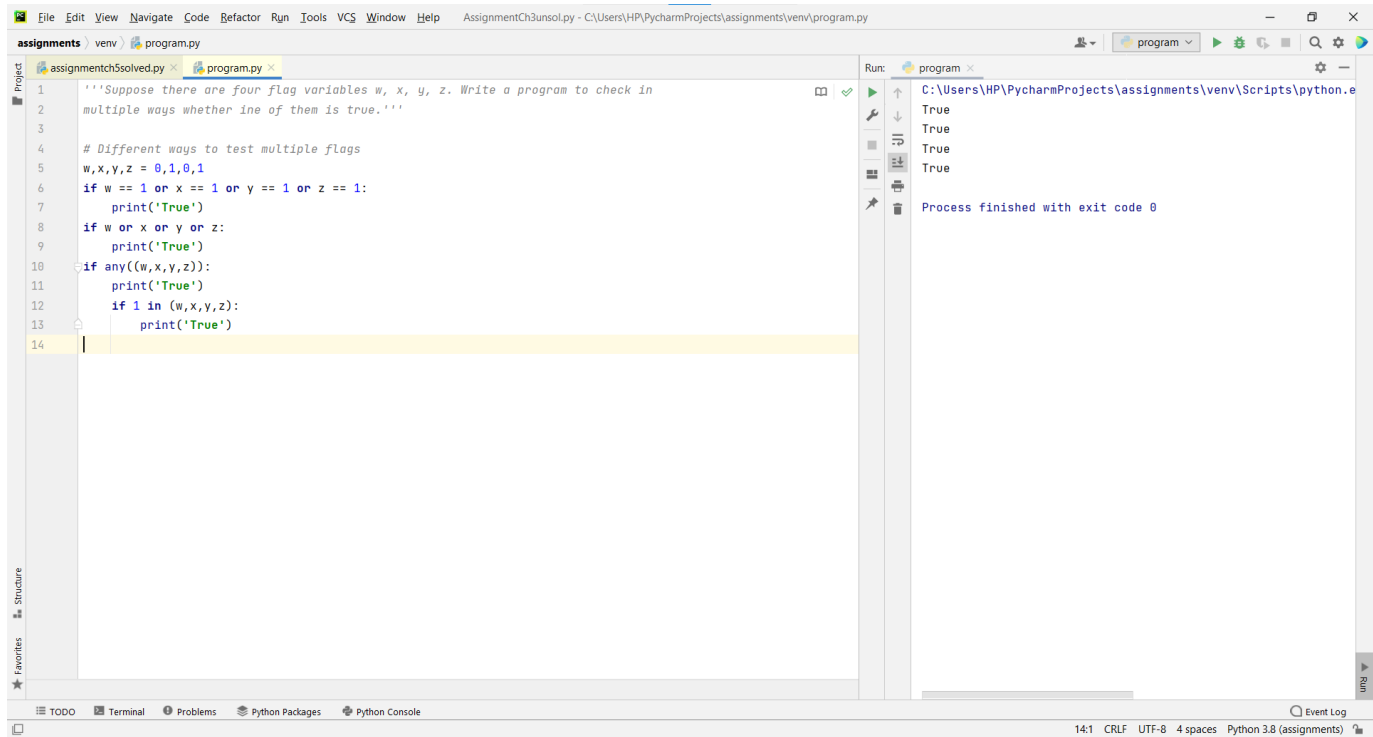 File Edit View Navigate Code Refactor Run Tools VCS Window Help AssignmentCh3unsol.py - C:\Users\HP\PycharmProjects\assignments\venv\program.py
assignments venv program.py program
Project
assignmentch5solved.py program.py
1 '''Suppose there are four flag variables w, x, y, z. Write a program to check in
2 multiple ways whether ine of them is true.'''
3
4 # Different ways to test multiple flags
5 w,x,y,z = 0,1,0,1
6 if w == 1 or x == 1 or y == 1 or z == 1:
7     print('True')
8 if w or x or y or z:
9     print('True')
10 if any((w,x,y,z)):
11     print('True')
12     if 1 in (w,x,y,z):
13         print('True')
14
Run: program
C:\Users\HP\PycharmProjects\assignments\venv\Scripts\python.e
True
True
True
True
Process finished with exit code 0
Structure
Favorites
Run
TODO Terminal Problems Python Packages Python Console Event Log
14:1 CRLF UTF-8 4 spaces Python 3.8 (assignments)